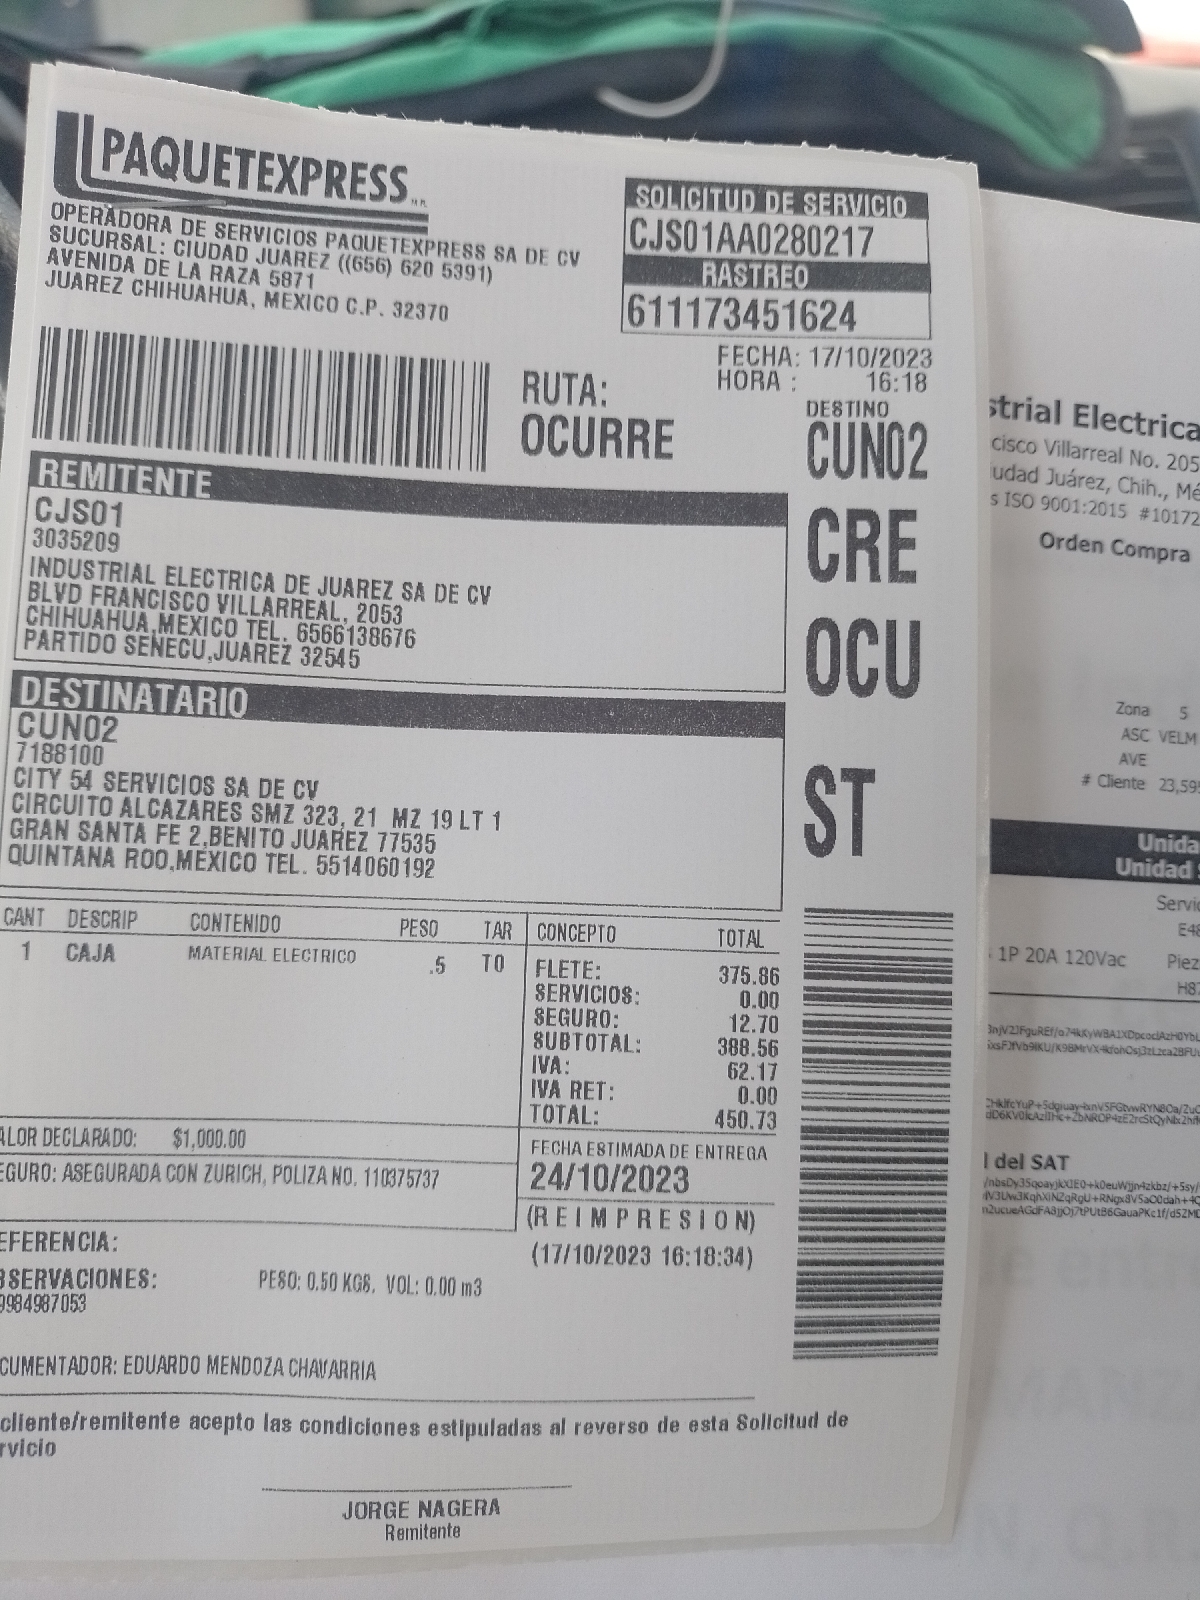 PAQUETEXPRESS M.R.
OPERADORA DE SERVICIOS PAQUETEXPRESS SA DE CV
SUCURSAL: CIUDAD JUAREZ ((656) 620 5391)
AVENIDA DE LA RAZA 5871
JUAREZ CHIHUAHUA, MEXICO C.P. 32370
SOLICITUD DE SERVICIO
CJS01AA0280217
RASTREO
611173451624
FECHA: 17/10/2023
HORA : 16:18
RUTA:
OCURRE
DESTINO
CUN02
CRE
OCU
ST
REMITENTE
CJS01
3035209
INDUSTRIAL ELECTRICA DE JUAREZ SA DE CV
BLVD FRANCISCO VILLARREAL, 2053
CHIHUAHUA,MEXICO TEL. 6566138676
PARTIDO SENECU,JUAREZ 32545
DESTINATARIO
CUN02
7188100
CITY 54 SERVICIOS SA DE CV
CIRCUITO ALCAZARES SMZ 323, 21 MZ 19 LT 1
GRAN SANTA FE 2,BENITO JUAREZ 77535
QUINTANA ROO,MEXICO TEL. 5514060192
CANT DESCRIP CONTENIDO PESO TAR
1 CAJA MATERIAL ELECTRICO .5 T0
CONCEPTO TOTAL
FLETE: 375.86
SERVICIOS: 0.00
SEGURO: 12.70
SUBTOTAL: 388.56
IVA: 62.17
IVA RET: 0.00
TOTAL: 450.73
ALOR DECLARADO: $1,000.00
EGURO: ASEGURADA CON ZURICH, POLIZA NO. 110375737
FECHA ESTIMADA DE ENTREGA
24/10/2023
(REIMPRESION)
(17/10/2023 16:18:34)
EFERENCIA:
BSERVACIONES: PESO: 0.50 KGS. VOL: 0.00 m3
9984987053
CUMENTADOR: EDUARDO MENDOZA CHAVARRIA
cliente/remitente acepto las condiciones estipuladas al reverso de esta Solicitud de
rvicio
JORGE NAGERA
Remitente
strial Electrica
cisco Villarreal No. 205
udad Juárez, Chih., Mé
s ISO 9001:2015 #10172
Orden Compra
Zona 5
ASC VELM
AVE
# Cliente 23,595
Unida
Unidad
Servic
E48
1P 20A 120Vac Piez
H87
l del SAT